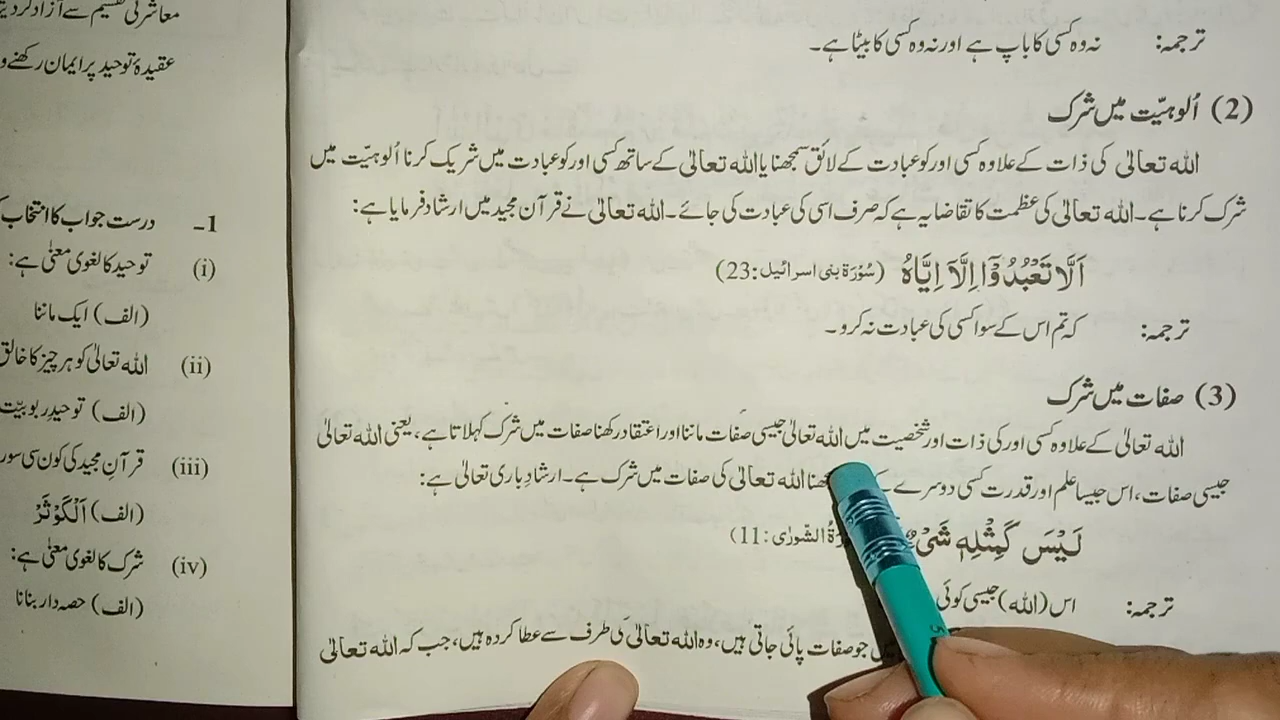 ترجمہ: نہ وہ کسی کا باپ ہے اور نہ وہ کسی کا بیٹا ہے۔
(2) اُلوہیّت میں شرک
اللہ تعالیٰ کی ذات کے علاوہ کسی اور کو عبادت کے لائق سمجھنا یا اللہ تعالیٰ کے ساتھ کسی اور کو عبادت میں شریک کرنا اُلوہیّت میں
شرک کرنا ہے۔ اللہ تعالیٰ کی عظمت کا تقاضا یہ ہے کہ صرف اسی کی عبادت کی جائے۔ اللہ تعالیٰ نے قرآن مجید میں ارشاد فرمایا ہے:
اَلَّا تَعْبُدُوْٓا اِلَّآ اِیَّاہُ (سُوْرَۃ بنی اسرائیل:23)
ترجمہ: کہ تم اس کے سوا کسی کی عبادت نہ کرو۔
(3) صفات میں شرک
اللہ تعالیٰ کے علاوہ کسی اور کی ذات اور شخصیت میں اللہ تعالیٰ جیسی صفات ماننا اور اعتقاد رکھنا صفات میں شرک کہلاتا ہے، یعنی اللہ تعالیٰ
جیسی صفات، اس جیسا علم اور قدرت کسی دوسرے اللہ تعالیٰ کی صفات میں شرک ہے۔ ارشادِ باری تعالیٰ ہے:
لَیْسَ كَمِثْلِهٖ شَیْءٌ الشّورٰی:11)
ترجمہ: اس (اللہ) جیسی کوئی
جو صفات پائی جاتی ہیں، وہ اللہ تعالیٰ کی طرف سے عطا کردہ ہیں، جب کہ اللہ تعالیٰ
معاشرتی تقسیم سے آزاد کر
عقیدۂ توحید پر ایمان رکھنے
1۔ درست جواب کا انتخاب
(i) توحید کا لغوی معنیٰ ہے:
(الف) ایک ماننا
(ii) اللہ تعالیٰ کو ہر چیز کا خالق
(الف) توحیدِ ربوبیّت
(iii) قرآنِ مجید کی کون سی
(الف) اَلْکَوْثَرْ
(iv) شرک کا لغوی معنیٰ ہے:
(الف) حصہ دار بنانا